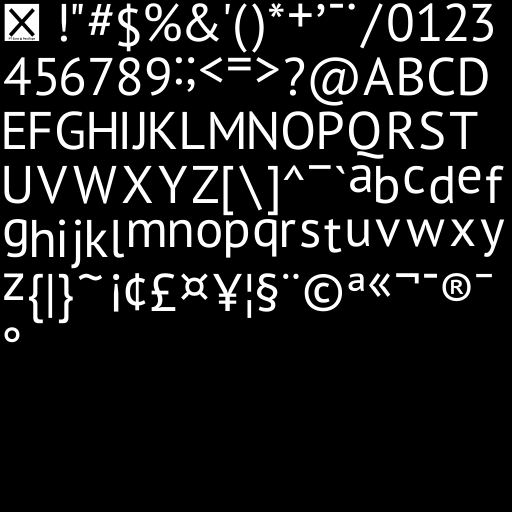 !"#$%&'()*+,-./0123
456789:;<=>?@ABCD
EFGHIJKLMNOPQRST
UVWXYZ[\]^_`abcdef
ghijklmnopqrstuvwxy
z{|}~¡¢£¤¥¦§¨©ª«¬-®¯
°